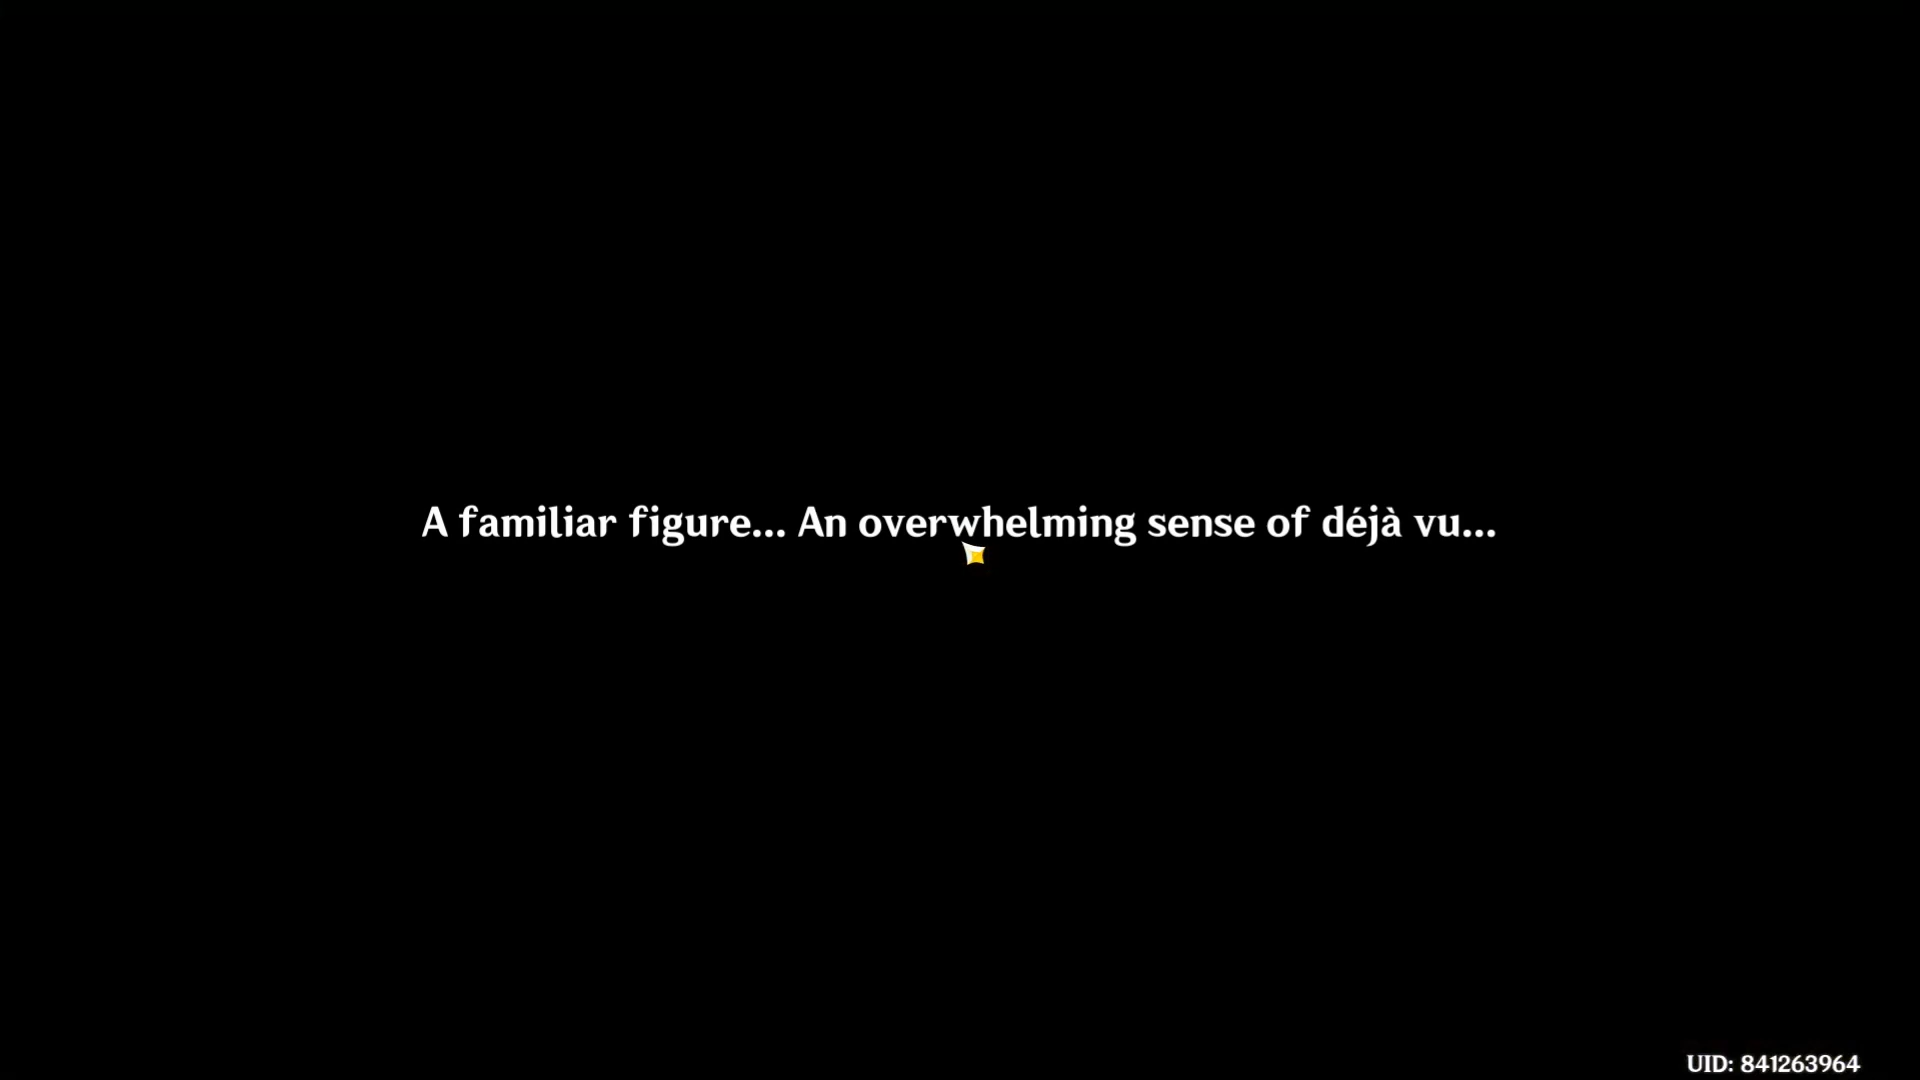 A familiar figure... An overwhelming sense of déjà vu...
UID: 841263964